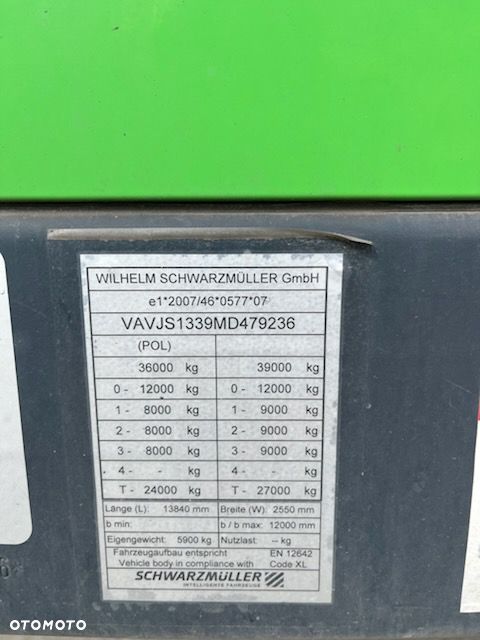 WILHELM SCHWARZMÜLLER GmbH
e1*2007/46*0577*07
VAVJS1339MD479236
(POL)
36000 kg 39000 kg
0 - 12000 kg 0 - 12000 kg
1 - 8000 kg 1 - 9000 kg
2 - 8000 kg 2 - 9000 kg
3 - 8000 kg 3 - 9000 kg
4 - - kg 4 - - kg
T - 24000 kg T - 27000 kg
Länge (L): 13840 mm Breite (W): 2550 mm
b min: b / b max: 12000 mm
Eigengewicht: 5900 kg Nutzlast: -- kg
Fahrzeugaufbau entspricht EN 12642
Vehicle body in compliance with Code XL
SCHWARZMÜLLER
INTELLIGENTE FAHRZEUGE
OTOMOTO
OTOMOTO